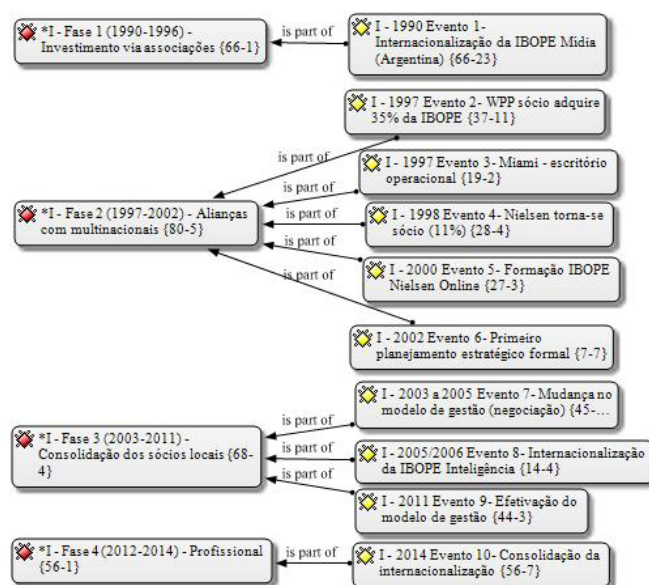 *I - Fase 1 (1990-1996) -
Investimento via associações {66-1}
is part of
I - 1990 Evento 1-
Internacionalização da IBOPE Mídia
(Argentina) {66-23}
I - 1997 Evento 2- WPP sócio adquire
35% da IBOPE {37-11}
is part of
I - 1997 Evento 3- Miami - escritório
operacional {19-2}
is part of
*I - Fase 2 (1997-2002) - Alianças
com multinacionais {80-5}
is part of
I - 1998 Evento 4- Nielsen torna-se
sócio (11%) {28-4}
is part of
I - 2000 Evento 5- Formação IBOPE
Nielsen Online {27-3}
is part of
I - 2002 Evento 6- Primeiro
planejamento estratégico formal {7-7}
I - 2003 a 2005 Evento 7- Mudança no
modelo de gestão (negociação) {45-...
is part of
*I - Fase 3 (2003-2011) -
Consolidação dos sócios locais {68-
4}
is part of
I - 2005/2006 Evento 8- Internacionalização
da IBOPE Inteligência {14-4}
is part of
I - 2011 Evento 9- Efetivação do
modelo de gestão {44-3}
*I - Fase 4 (2012-2014) - Profissional
{56-1}
is part of
I - 2014 Evento 10- Consolidação da
internacionalização {56-7}